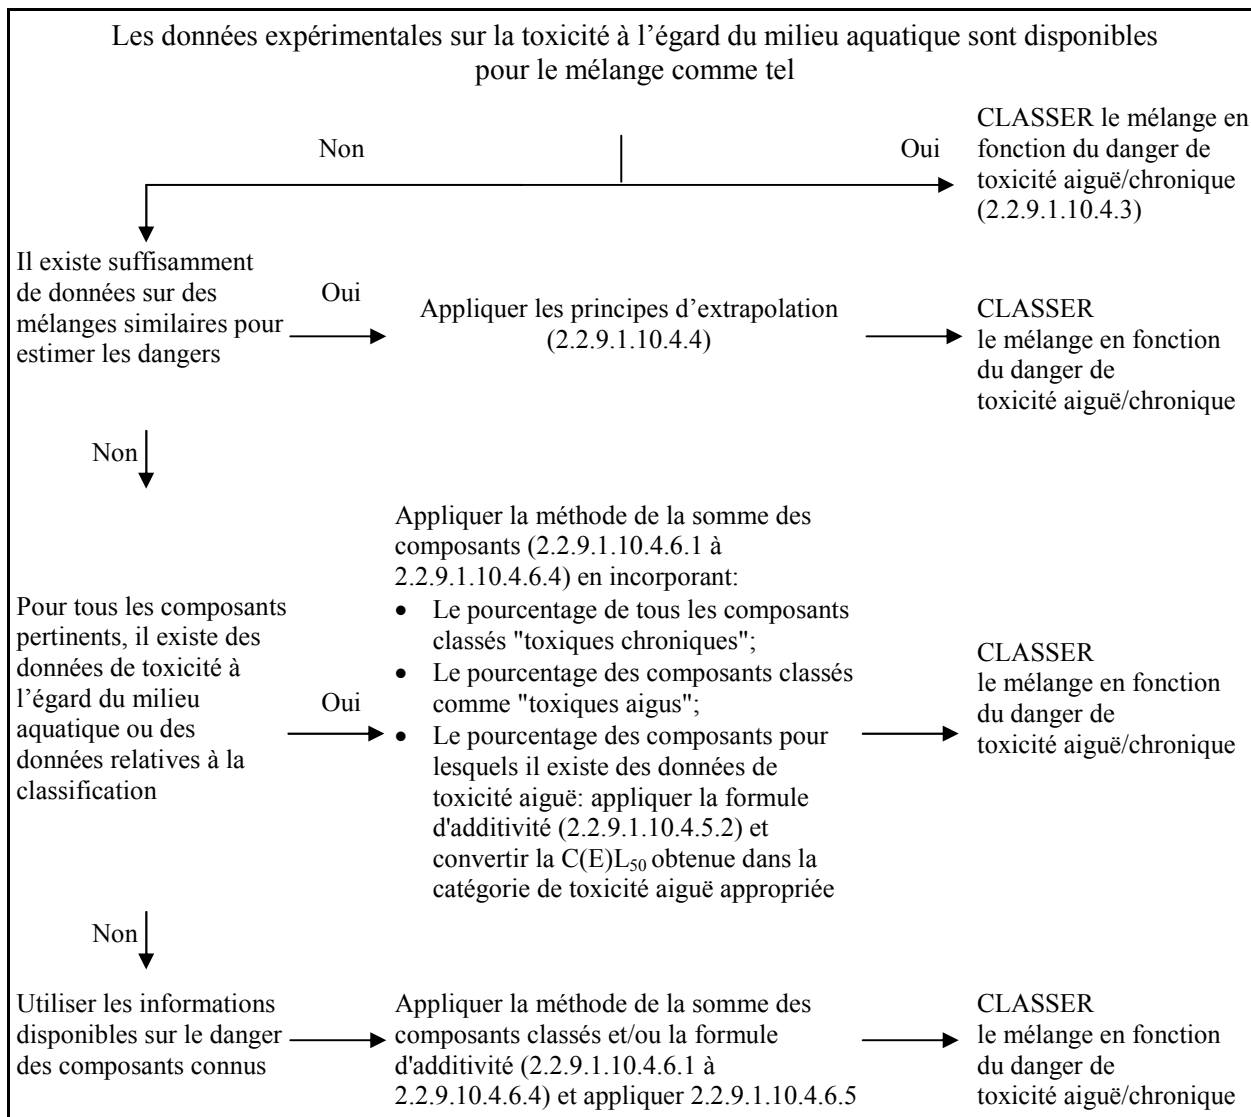 Les données expérimentales sur la toxicité à l'égard du milieu aquatique sont disponibles
pour le mélange comme tel
Non
Oui
CLASSER le mélange en
fonction du danger de
toxicité aiguë/chronique
(2.2.9.1.10.4.3)
Il existe suffisamment
de données sur des
mélanges similaires pour
estimer les dangers
Oui
Appliquer les principes d'extrapolation
(2.2.9.1.10.4.4)
CLASSER
le mélange en fonction
du danger de
toxicité aiguë/chronique
Non
Pour tous les composants
pertinents, il existe des
données de toxicité à
l'égard du milieu
aquatique ou des
données relatives à la
classification
Oui
Appliquer la méthode de la somme des
composants (2.2.9.1.10.4.6.1 à
2.2.9.1.10.4.6.4) en incorporant:
• Le pourcentage de tous les composants
classés "toxiques chroniques";
• Le pourcentage des composants classés
comme "toxiques aigus";
• Le pourcentage des composants pour
lesquels il existe des données de
toxicité aiguë: appliquer la formule
d'additivité (2.2.9.1.10.4.5.2) et
convertir la C(E)L50 obtenue dans la
catégorie de toxicité aiguë appropriée
CLASSER
le mélange en fonction
du danger de
toxicité aiguë/chronique
Non
Utiliser les informations
disponibles sur le danger
des composants connus
Appliquer la méthode de la somme des
composants classés et/ou la formule
d'additivité (2.2.9.1.10.4.6.1 à
2.2.9.10.4.6.4) et appliquer 2.2.9.1.10.4.6.5
CLASSER
le mélange en fonction
du danger de
toxicité aiguë/chronique